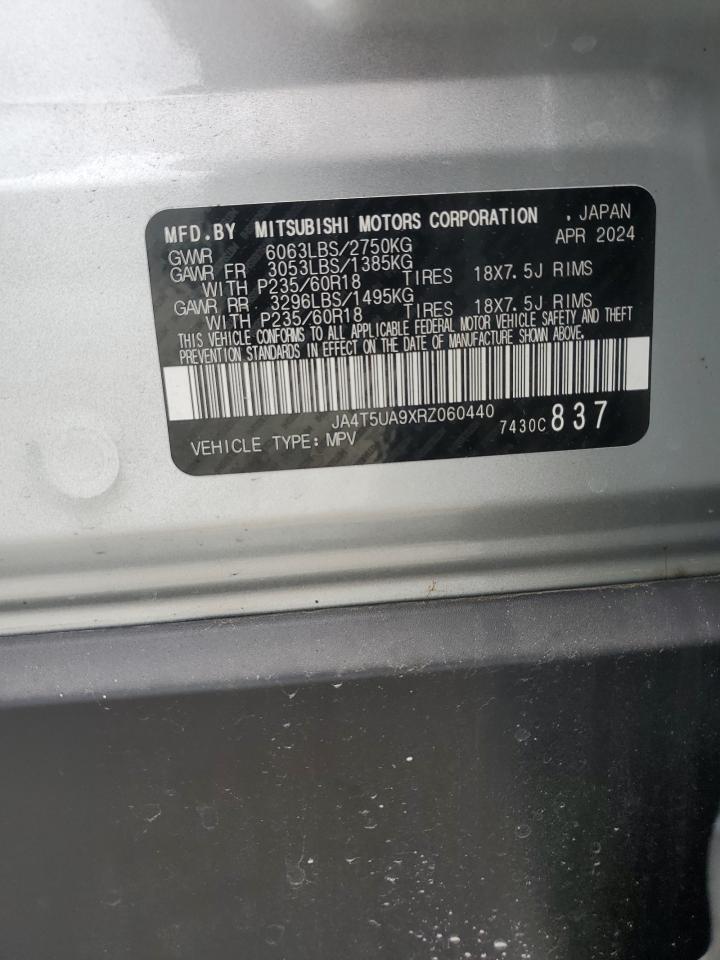 MFD.BY MITSUBISHI MOTORS CORPORATION . JAPAN
GWR 6063LBS/2750KG APR 2024
GAWR FR 3053LBS/1385KG
WITH P235/60R18 TIRES 18X7.5J RIMS
GAWR RR 3296LBS/1495KG
WITH P235/60R18 TIRES 18X7.5J RIMS
THIS VEHICLE CONFORMS TO ALL APPLICABLE FEDERAL MOTOR VEHICLE SAFETY AND THEFT
PREVENTION STANDARDS IN EFFECT ON THE DATE OF MANUFACTURE SHOWN ABOVE.
JA4T5UA9XRZ060440
VEHICLE TYPE:MPV 7430C 837